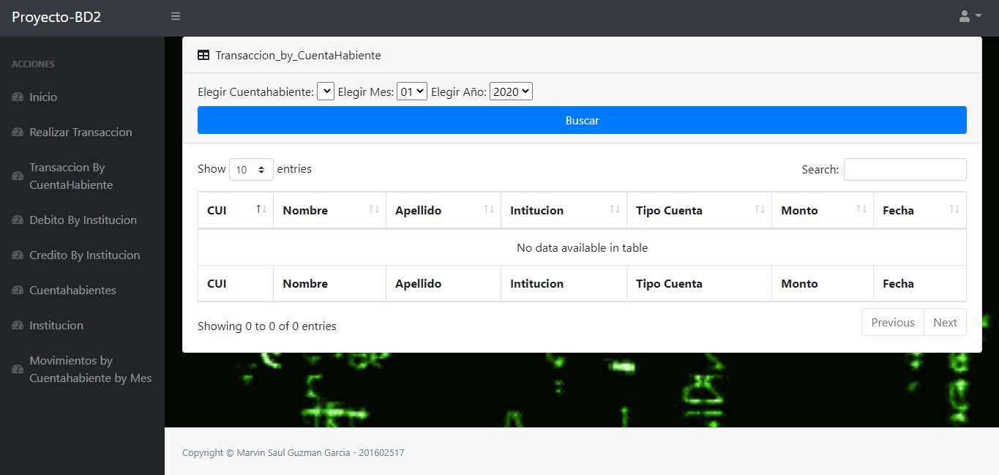 Proyecto-BD2
ACCIONES
Inicio
Realizar Transaccion
Transaccion By
CuentaHabiente
Debito By Institucion
Credito By Institucion
Cuentahabientes
Institucion
Movimientos by
Cuentahabiente by Mes
Transaccion_by_CuentaHabiente
Elegir Cuentahabiente: Elegir Mes: 01 Elegir Año: 2020
Buscar
Show 10 entries Search:
CUI Nombre Apellido Intitucion Tipo Cuenta Monto Fecha
No data available in table
CUI Nombre Apellido Intitucion Tipo Cuenta Monto Fecha
Showing 0 to 0 of 0 entries Previous Next
Copyright © Marvin Saul Guzman Garcia - 201602517